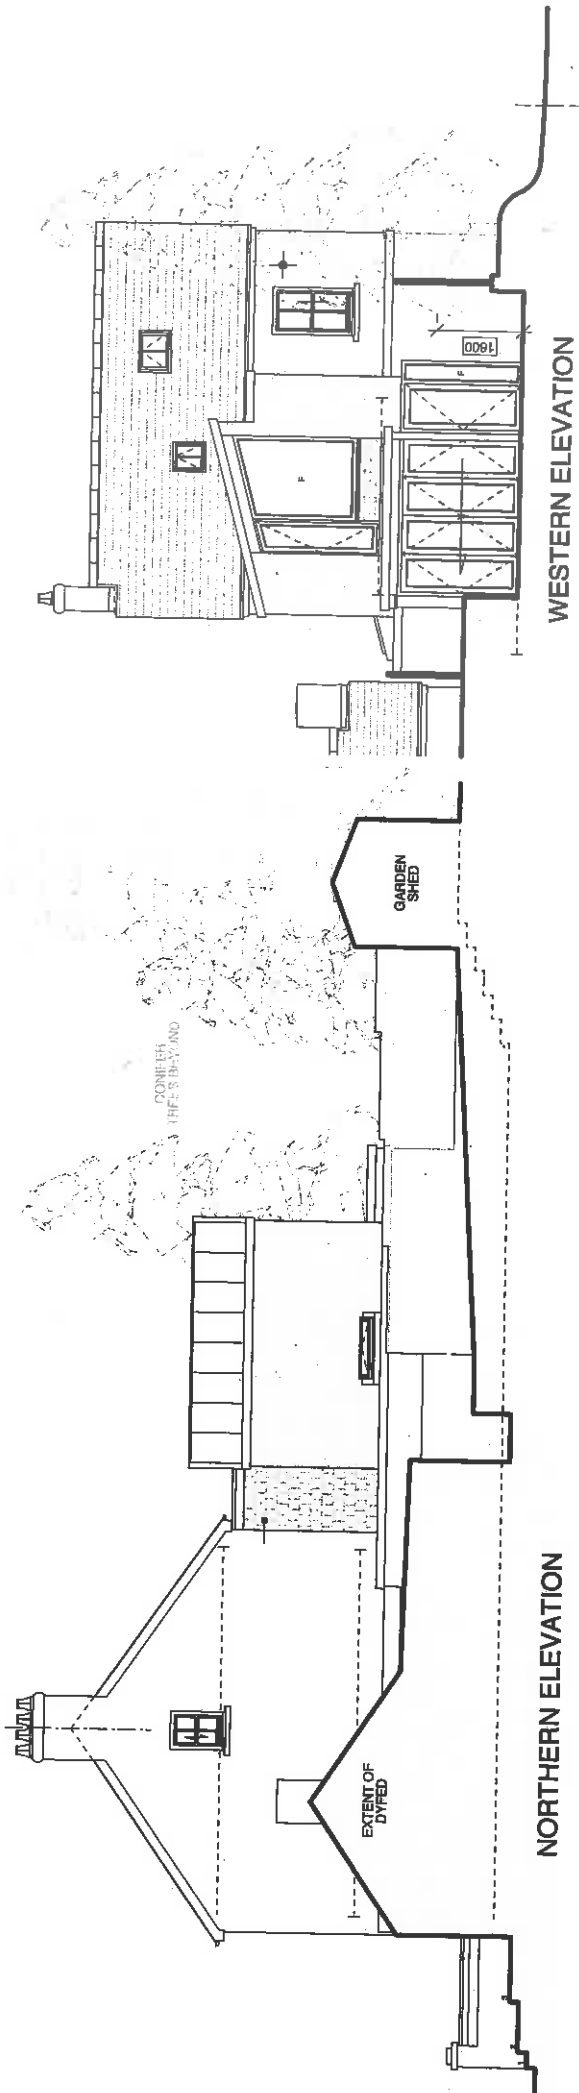 NORTHERN ELEVATION
EXTENT OF
DYFED
CONIFER
TREES BEYOND
GARDEN
SHED
WESTERN ELEVATION
1600
F
F